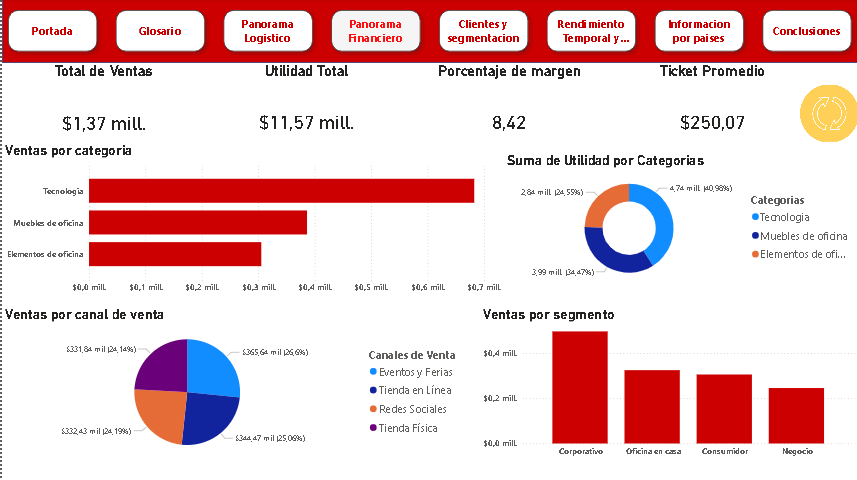 Portada
Glosario
Panorama
Logistico
Panorama
Financiero
Clientes y
segmentacion
Rendimiento
Temporal y ...
Informacion
por paises
Conclusiones
Total de Ventas
Utilidad Total
Porcentaje de margen
Ticket Promedio
$1,37 mill.
$11,57 mill.
8,42
$250,07
Ventas por categoria
Tecnologia
Muebles de oficina
Elementos de oficina
$0,0 mill. $0,1 mill. $0,2 mill. $0,3 mill. $0,4 mill. $0,5 mill. $0,6 mill. $0,7 mill.
Suma de Utilidad por Categorias
2,84 mill. (24,55%)
4,74 mill. (40,98%)
3,99 mill. (34,47%)
Categorias
Tecnologia
Muebles de oficina
Elementos de ofi...
Ventas por canal de venta
$331,84 mil (24,14%)
$365,64 mil (26,6%)
$332,43 mil (24,19%)
$344,47 mil (25,06%)
Canales de Venta
Eventos y Ferias
Tienda en Línea
Redes Sociales
Tienda Física
Ventas por segmento
$0,4 mill.
$0,2 mill.
$0,0 mill.
Corporativo
Oficina en casa
Consumidor
Negocio